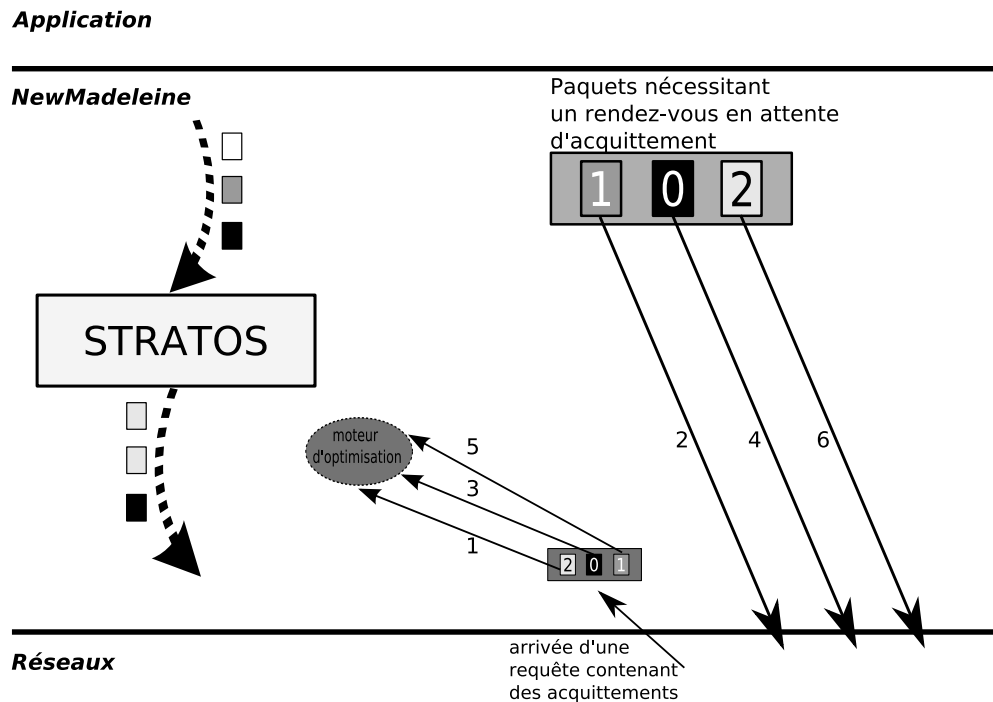 Application
NewMadeleine
Paquets nécessitant
un rendez-vous en attente
d'acquittement
1 0 2
STRATOS
moteur
d'optimisation
5
3
1
2 4 6
2 0 1
arrivée d'une
requête contenant
des acquittements
Réseaux